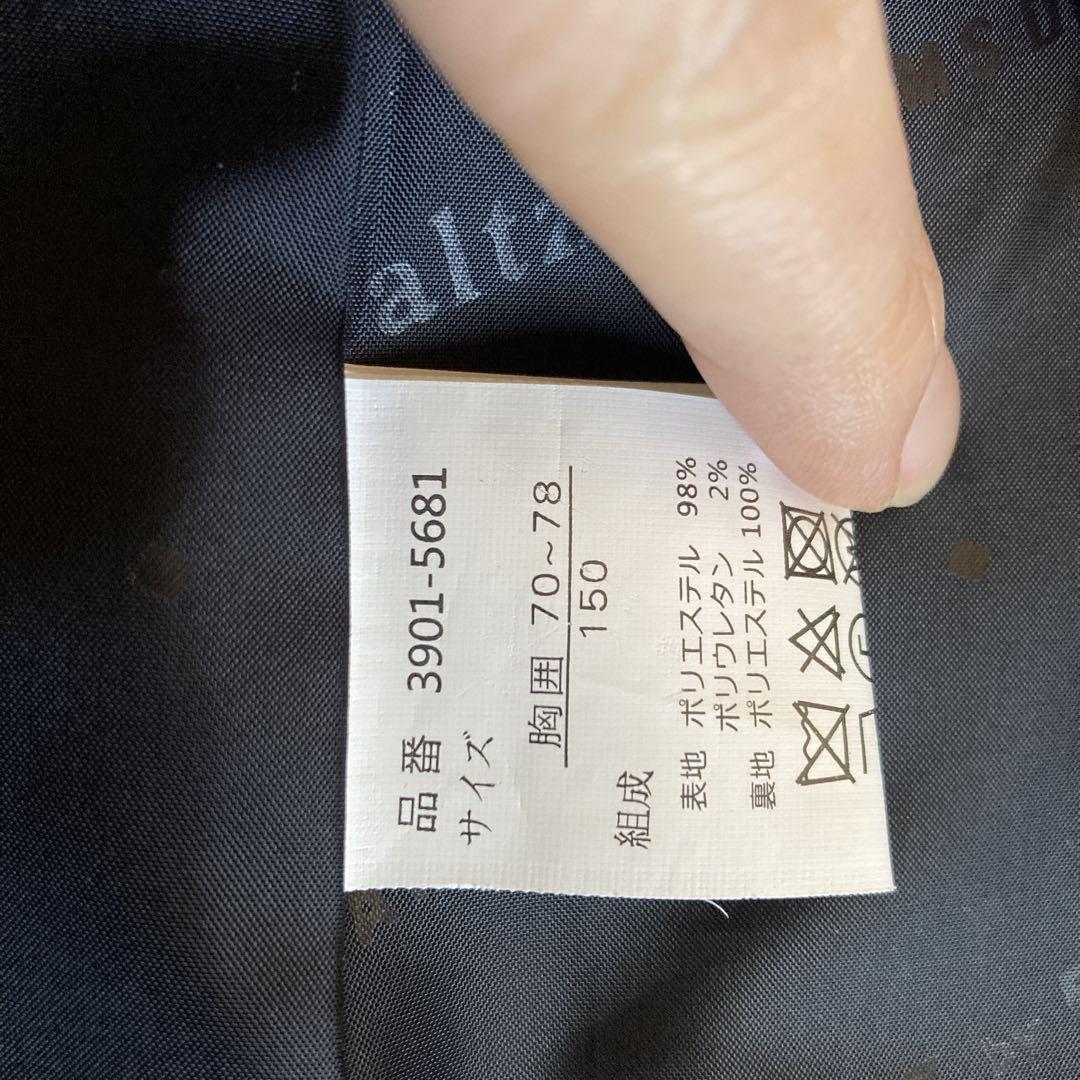 品番 3901-5681
サイズ
胸囲 70~78
150
組成
表地 ポリエステル 98%
ポリウレタン 2%
裏地 ポリエステル 100%
altz
MSU